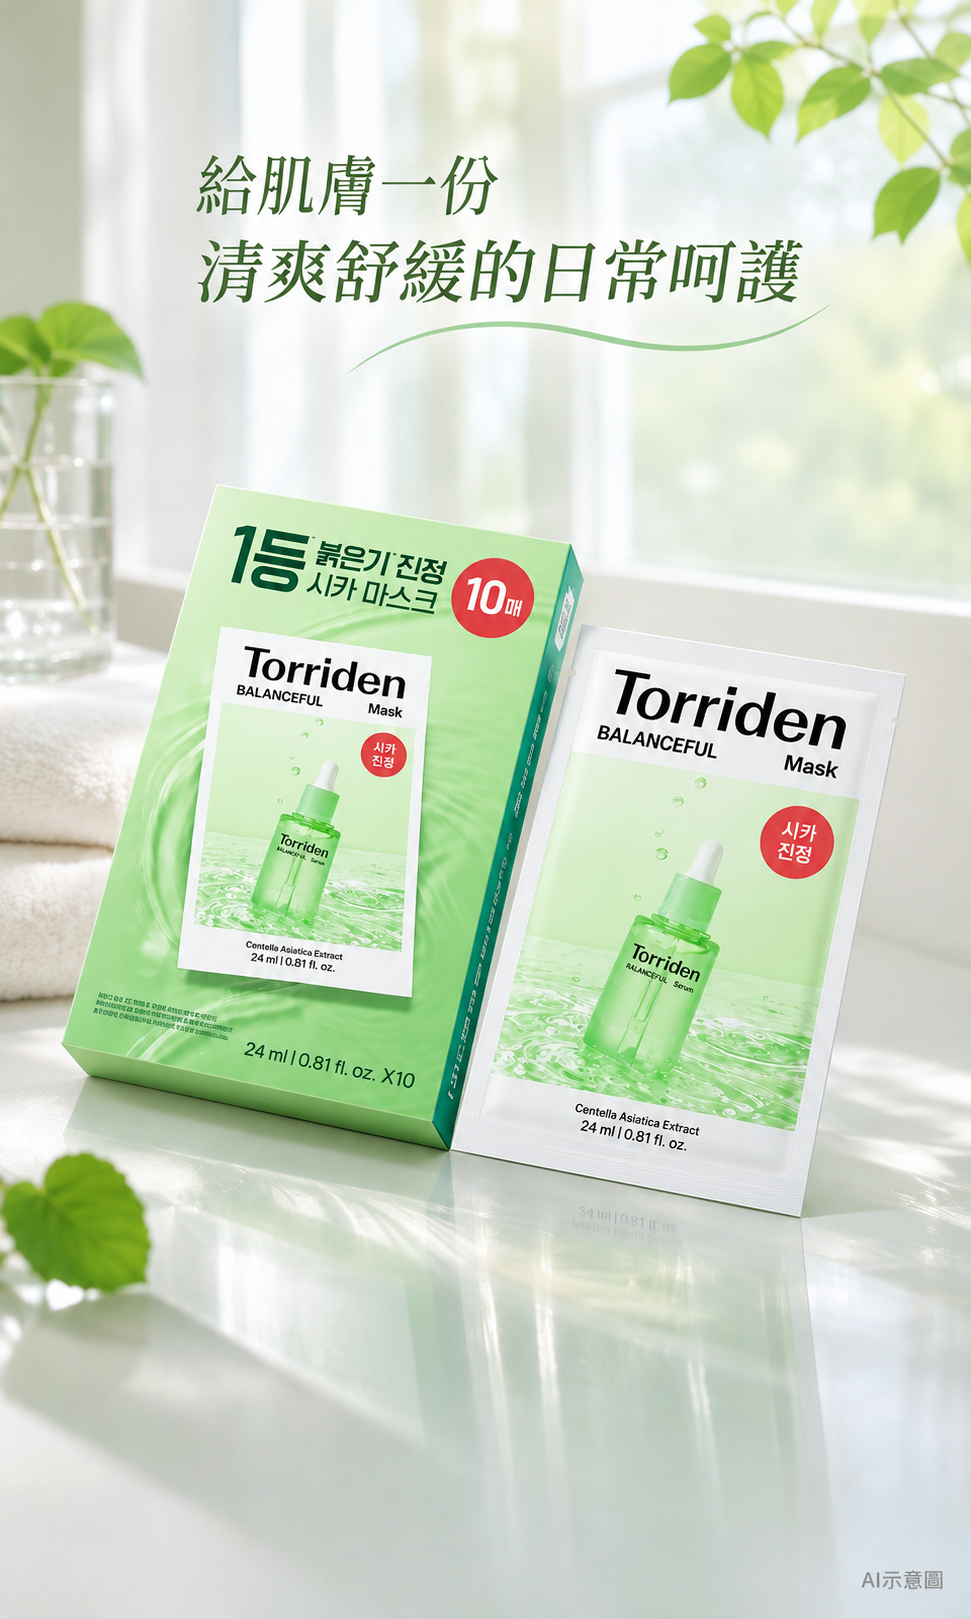 給肌膚一份
清爽舒緩的日常呵護
1등 붉은기 진정
시카 마스크
10매
Torriden
BALANCEFUL
Mask
시카
진정
Torriden
BALANCEFUL Serum
Centella Asiatica Extract
24 ml | 0.81 fl. oz.
24 ml | 0.81 fl. oz. X10
Torriden
BALANCEFUL
Mask
시카
진정
Torriden
BALANCEFUL Serum
Centella Asiatica Extract
24 ml | 0.81 fl. oz.
AI示意圖